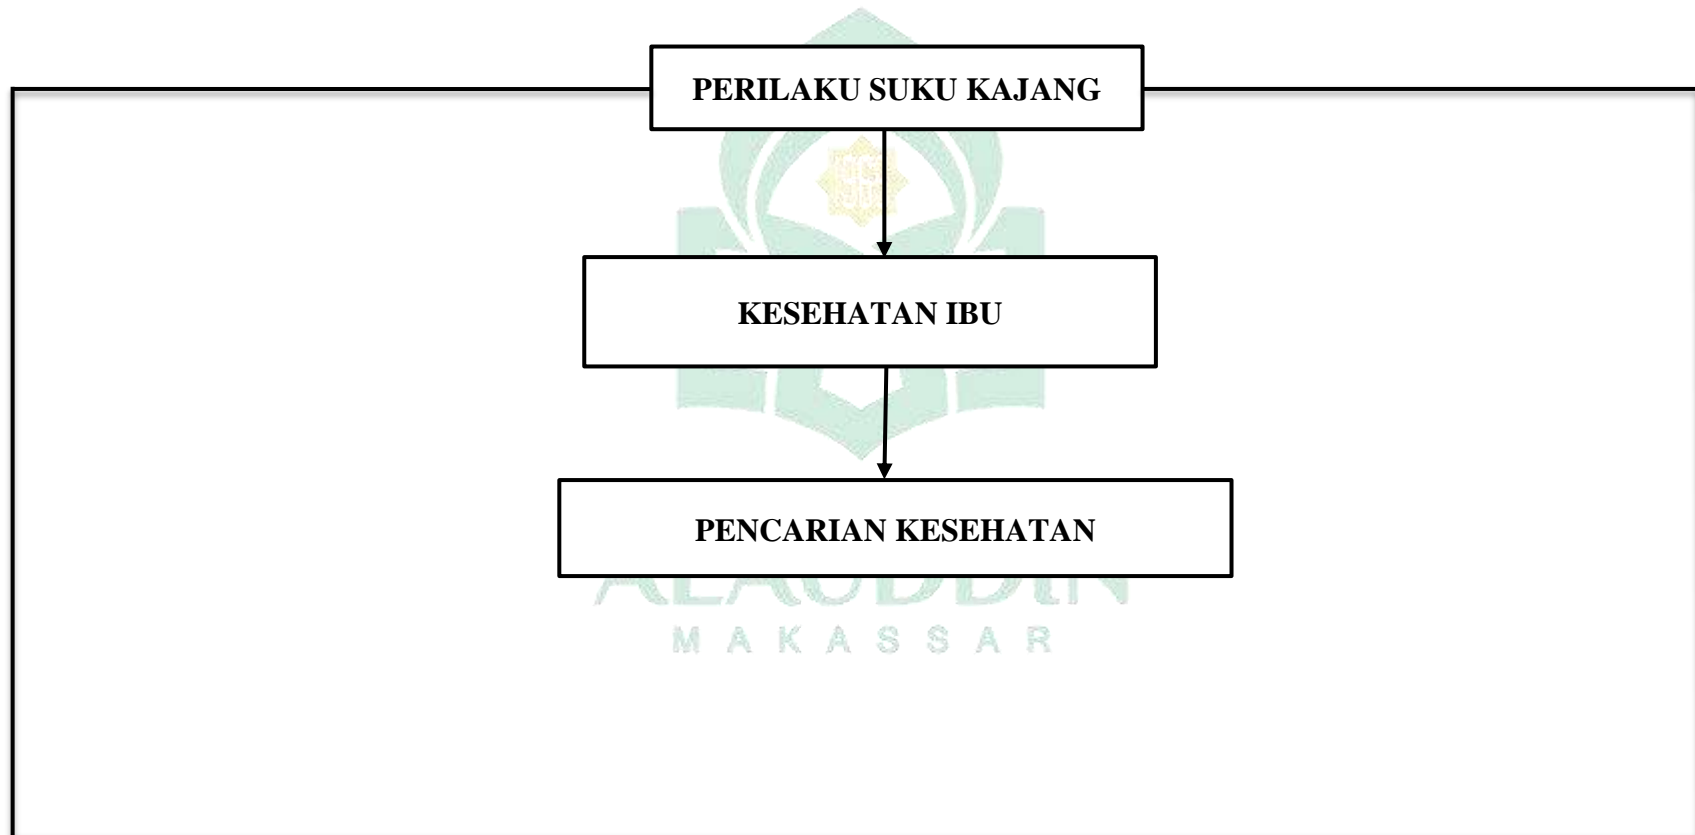 PERILAKU SUKU KAJANG
KESEHATAN IBU
PENCARIAN KESEHATAN
ALAUDDIN
MAKASSAR